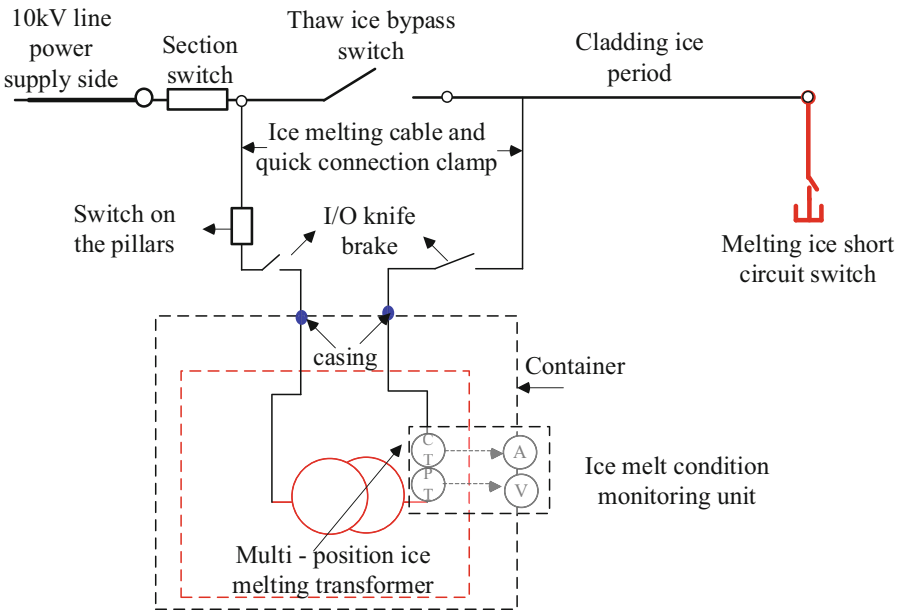 10kV line
power
supply side
Section
switch
Thaw ice bypass
switch
Cladding ice
period
Ice melting cable and
quick connection clamp
Switch on
the pillars
I/O knife
brake
Melting ice short
circuit switch
casing
Container
C
T
A
P
T
V
Ice melt condition
monitoring unit
Multi - position ice
melting transformer